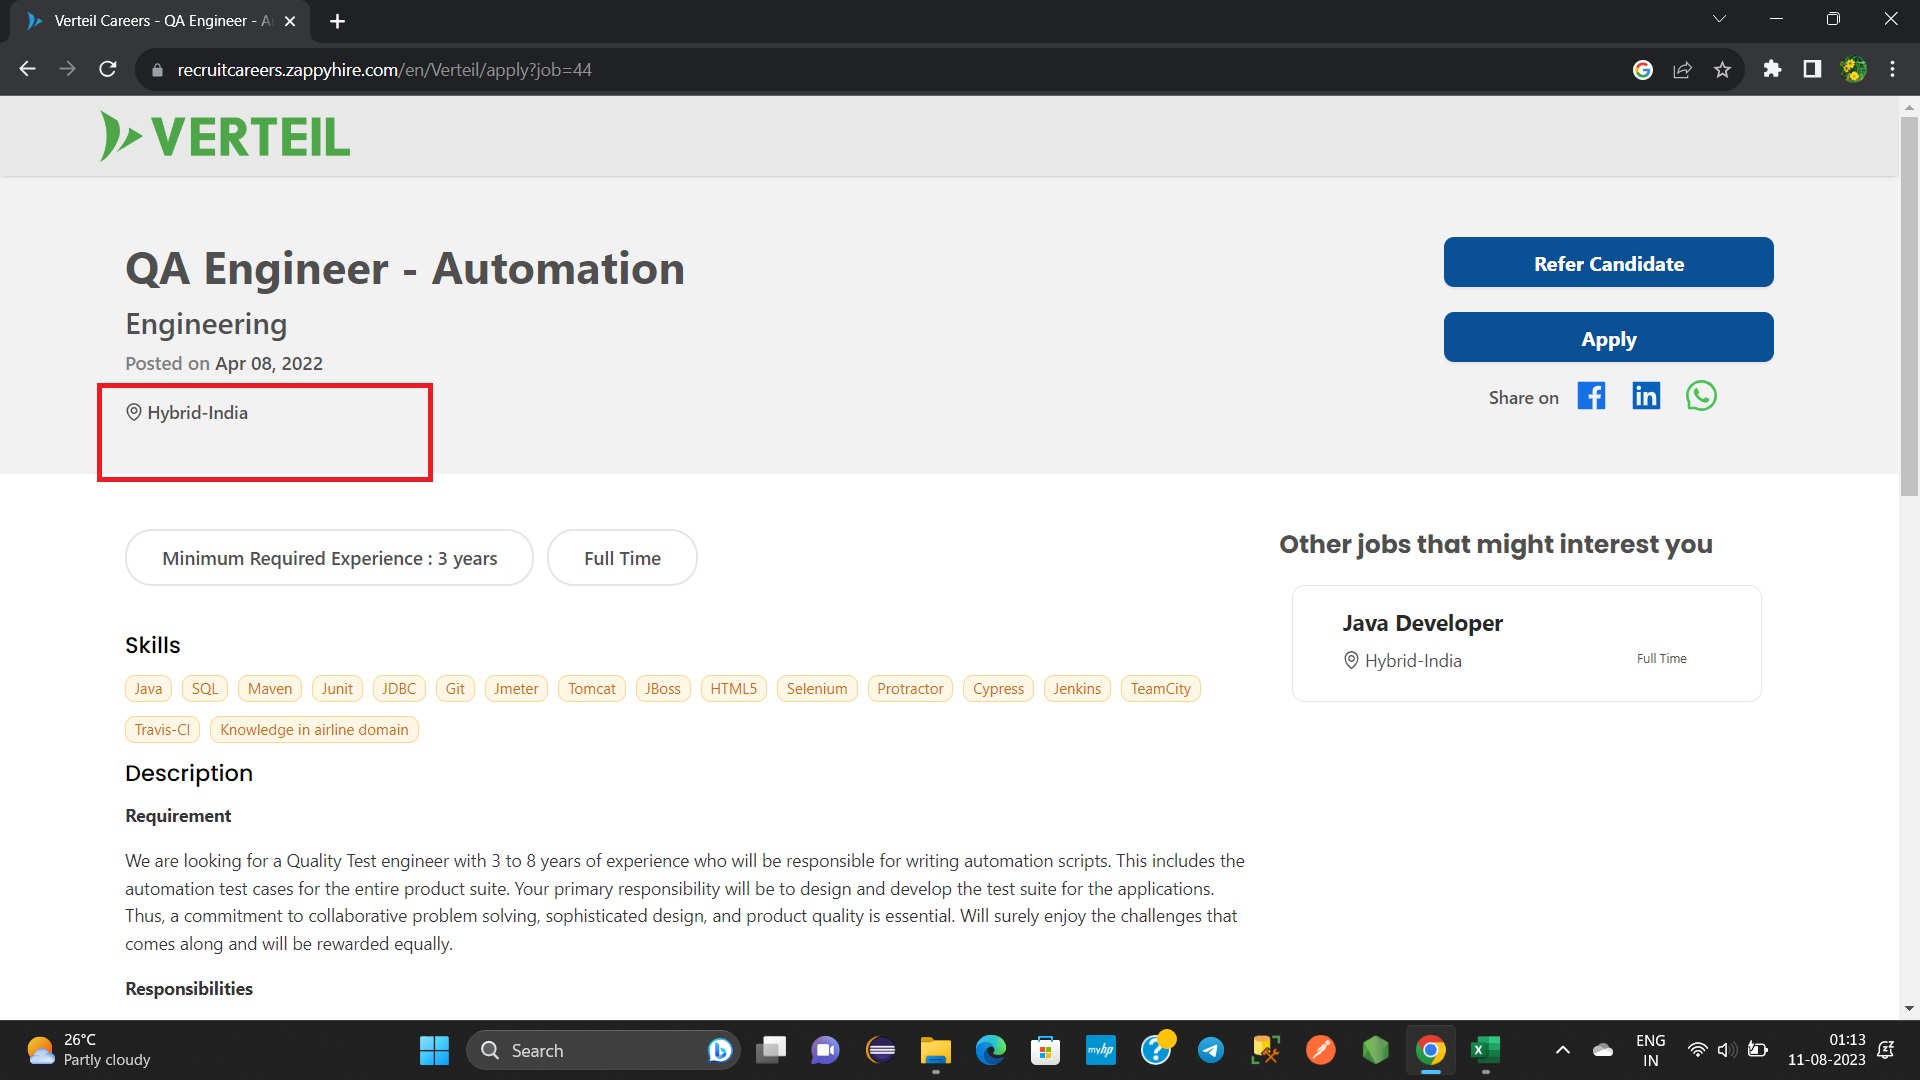 Verteil Careers - QA Engineer - A
recruitcareers.zappyhire.com/en/Verteil/apply?job=44
VERTEIL
QA Engineer - Automation
Engineering
Posted on Apr 08, 2022
Hybrid-India
Refer Candidate
Apply
Share on
Minimum Required Experience : 3 years
Full Time
Other jobs that might interest you
Java Developer
Hybrid-India
Full Time
Skills
Java SQL Maven Junit JDBC Git Jmeter Tomcat JBoss HTML5 Selenium Protractor Cypress Jenkins TeamCity
Travis-CI Knowledge in airline domain
Description
Requirement
We are looking for a Quality Test engineer with 3 to 8 years of experience who will be responsible for writing automation scripts. This includes the
automation test cases for the entire product suite. Your primary responsibility will be to design and develop the test suite for the applications.
Thus, a commitment to collaborative problem solving, sophisticated design, and product quality is essential. Will surely enjoy the challenges that
comes along and will be rewarded equally.
Responsibilities
26°C
Partly cloudy
Search
myhp
ENG
IN
01:13
11-08-2023